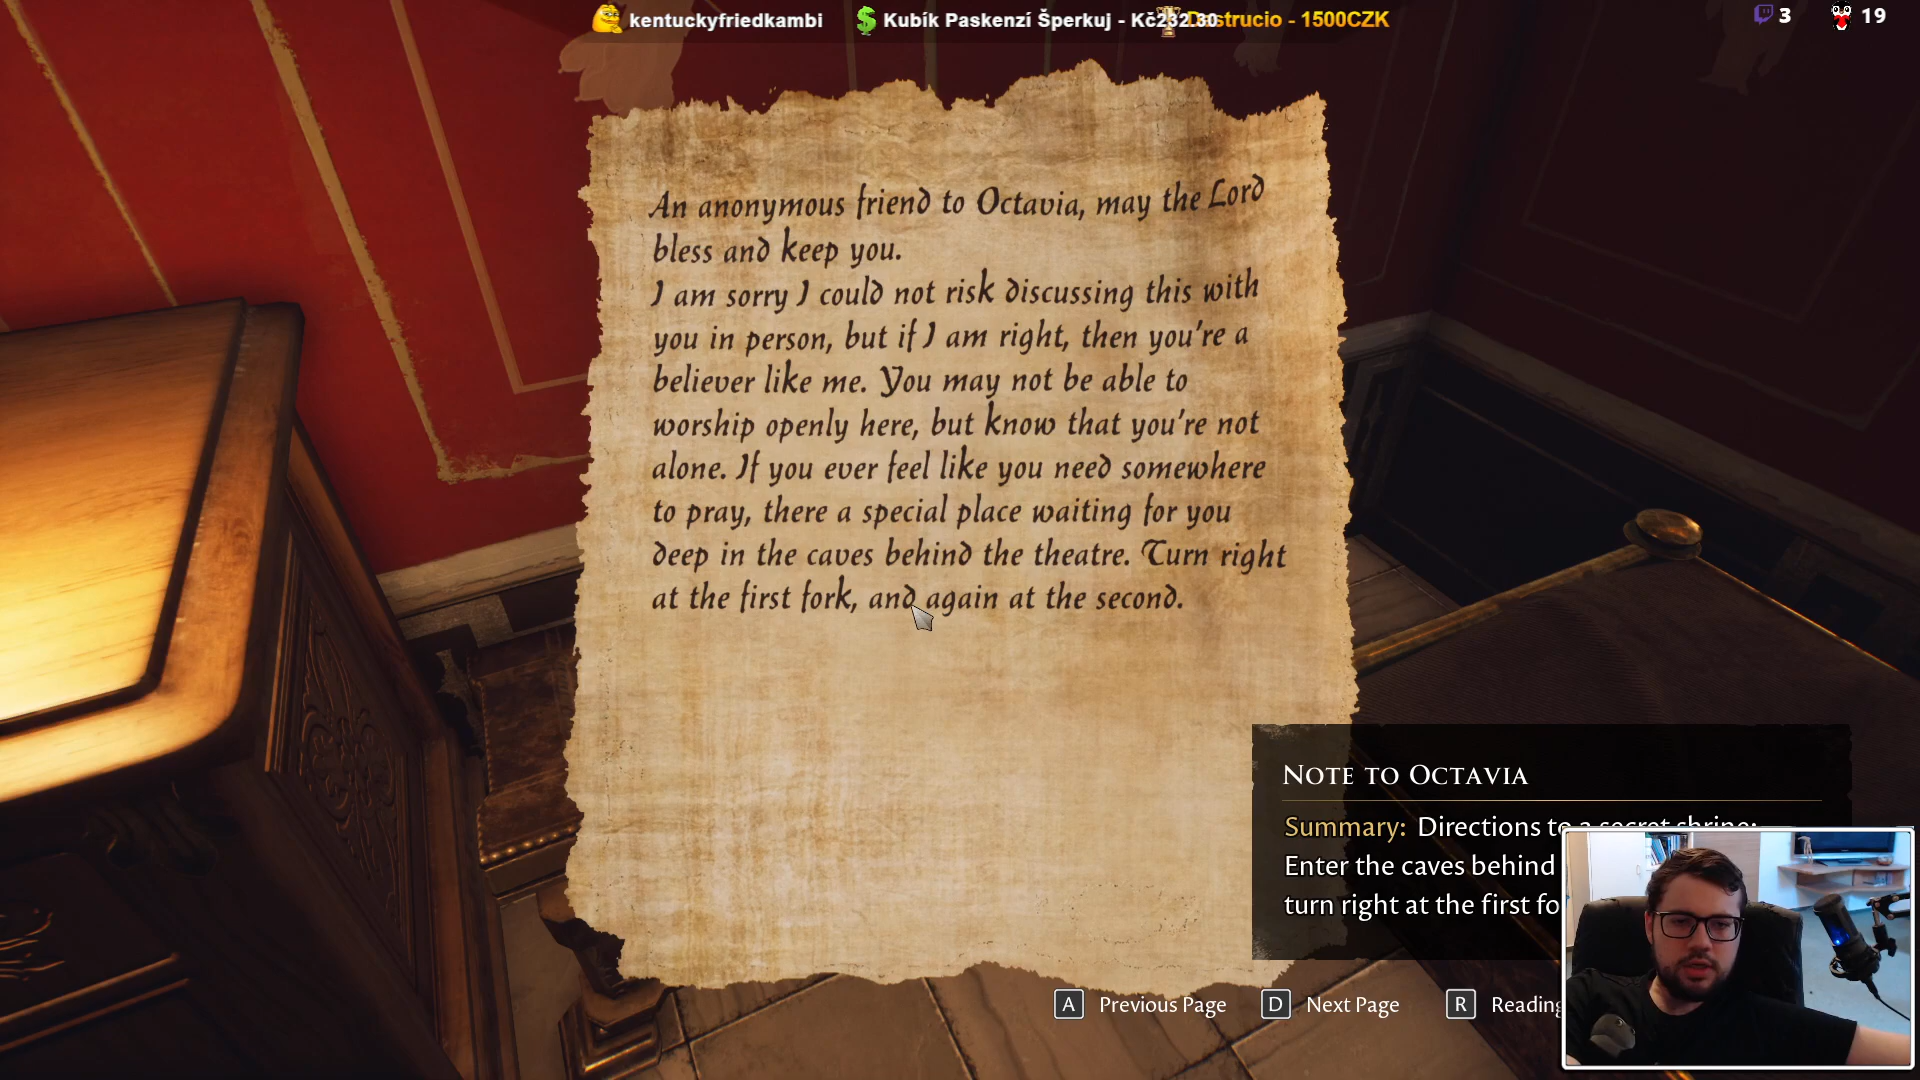 kentuckyfriedkambi
Kubík Paskenzí Šperkuj - Kč232.30
- 1500CZK
3
19
An anonymous friend to Octavia, may the Lord
bless and keep you.
I am sorry I could not risk discussing this with
you in person, but if I am right, then you're a
believer like me. You may not be able to
worship openly here, but know that you're not
alone. If you ever feel like you need somewhere
to pray, there a special place waiting for you
deep in the caves behind the theatre. Turn right
at the first fork, and again at the second.
NOTE TO OCTAVIA
Summary: Directions to a secret shrine:
Enter the caves behind
turn right at the first fo
A Previous Page
D Next Page
R Reading